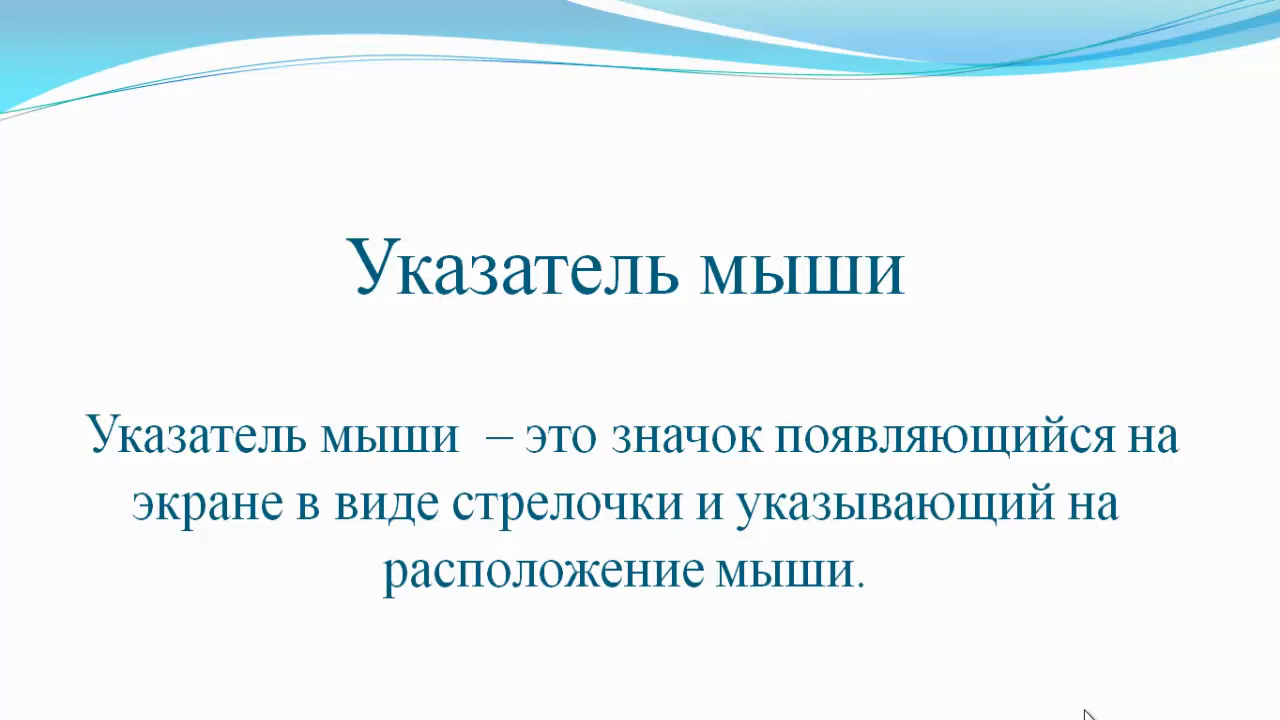 Указатель мыши
Указатель мыши – это значок появляющийся на
экране в виде стрелочки и указывающий на
расположение мыши.